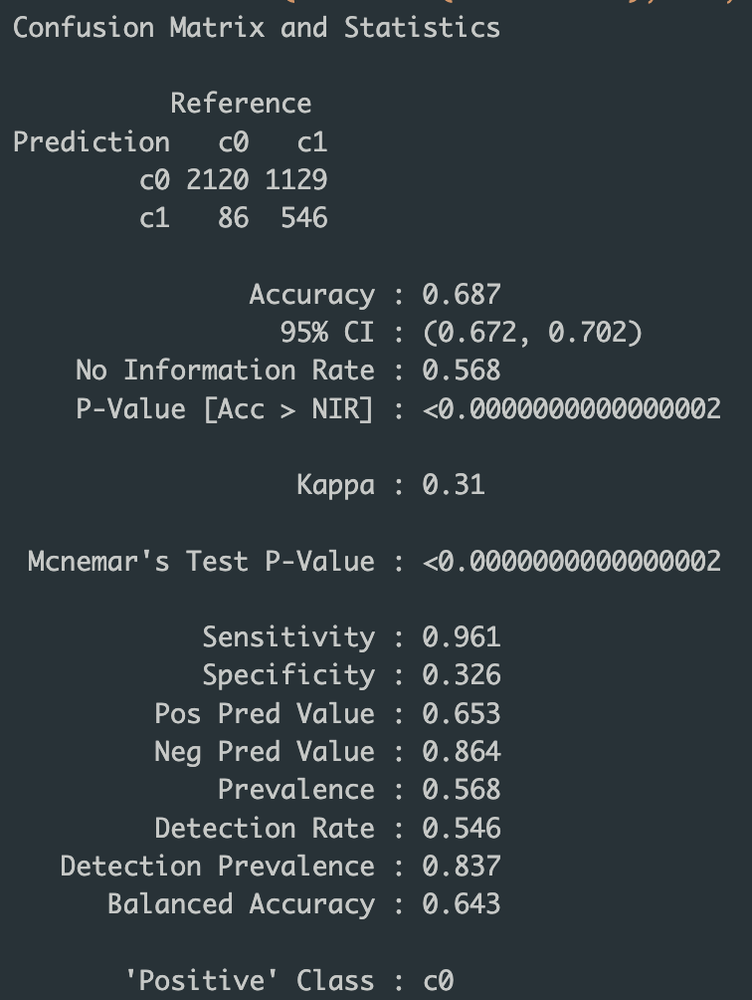 Confusion Matrix and Statistics
Reference
Prediction c0 c1
c0 2120 1129
c1 86 546
Accuracy : 0.687
95% CI : (0.672, 0.702)
No Information Rate : 0.568
P-Value [Acc > NIR] : <0.0000000000000002
Kappa : 0.31
Mcnemar's Test P-Value : <0.0000000000000002
Sensitivity : 0.961
Specificity : 0.326
Pos Pred Value : 0.653
Neg Pred Value : 0.864
Prevalence : 0.568
Detection Rate : 0.546
Detection Prevalence : 0.837
Balanced Accuracy : 0.643
'Positive' Class : c0